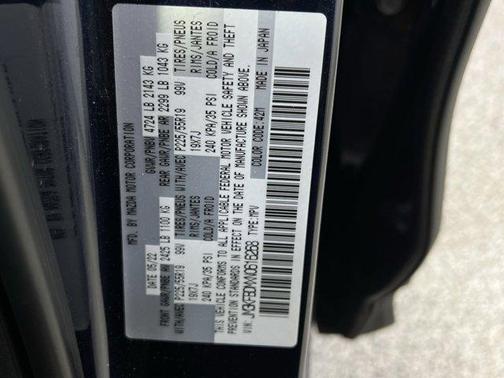 MFD. BY MAZDA MOTOR CORPORATION
DATE 05/22 GVWR/PNBV 4724 LB 2143 KG
FRONT GAWR/PNBE AV 2425 LB 1100 KG REAR GAWR/PNBE AR 2299 LB 1043 KG
WITH/AVEC P225/55R19 99V TIRES/PNEUS WITH/AVEC P225/55R19 99V TIRES/PNEUS
19X7J RIMS/JANTES 19X7J RIMS/JANTES
240 KPA/35 PSI COLD/A FROID 240 KPA/35 PSI COLD/A FROID
THIS VEHICLE CONFORMS TO ALL APPLICABLE FEDERAL MOTOR VEHICLE SAFETY AND THEFT
PREVENTION STANDARDS IN EFFECT ON THE DATE OF MANUFACTURE SHOWN ABOVE.
TYPE:MPV COLOR CODE:42M
MADE IN JAPAN